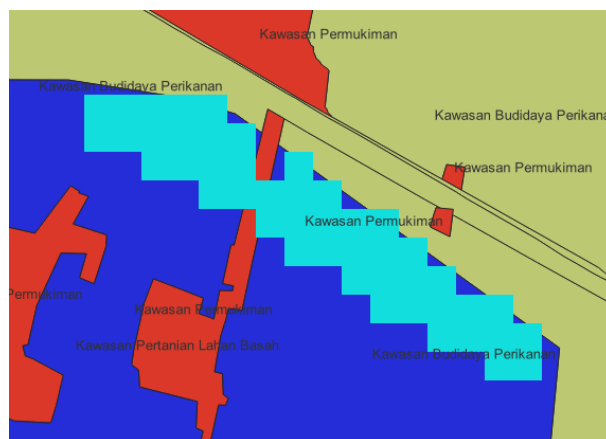 Kawasan Permukiman
Kawasan Budidaya Perikanan
Kawasan Budidaya Perikana
Kawasan Permukiman
Kawasan Permukiman
Permukiman
Kawasan Permukiman
Kawasan Pertanian Lahan Basah
Kawasan Budidaya Perikanan